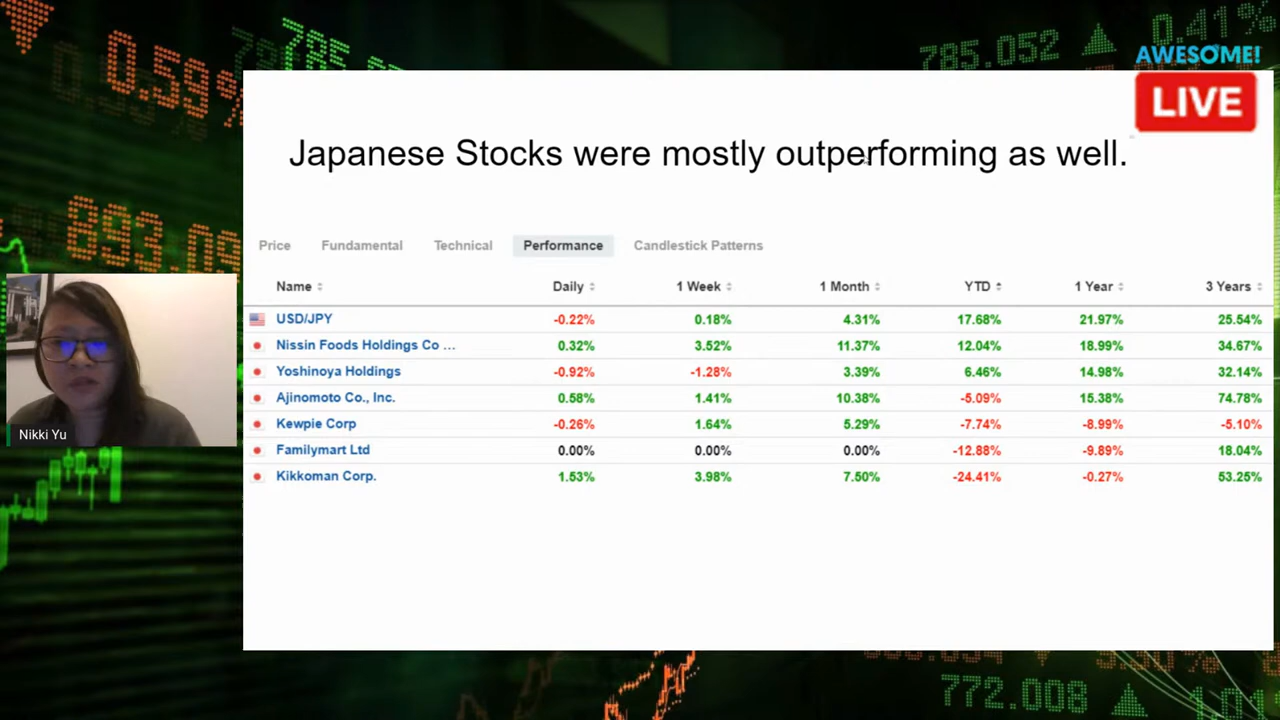 0.59%
785.052
0.41%
AWESOME!
LIVE
Japanese Stocks were mostly outperforming as well.
893.09
Price Fundamental Technical Performance Candlestick Patterns
Name Daily 1 Week 1 Month YTD 1 Year 3 Years
USD/JPY -0.22% 0.18% 4.31% 17.68% 21.97% 25.54%
Nissin Foods Holdings Co ... 0.32% 3.52% 11.37% 12.04% 18.99% 34.67%
Yoshinoya Holdings -0.92% -1.28% 3.39% 6.46% 14.98% 32.14%
Ajinomoto Co., Inc. 0.58% 1.41% 10.38% -5.09% 15.38% 74.78%
Kewpie Corp -0.26% 1.64% 5.29% -7.74% -8.99% -5.10%
Familymart Ltd 0.00% 0.00% 0.00% -12.88% -9.89% 18.04%
Kikkoman Corp. 1.53% 3.98% 7.50% -24.41% -0.27% 53.25%
Nikki Yu
772.008